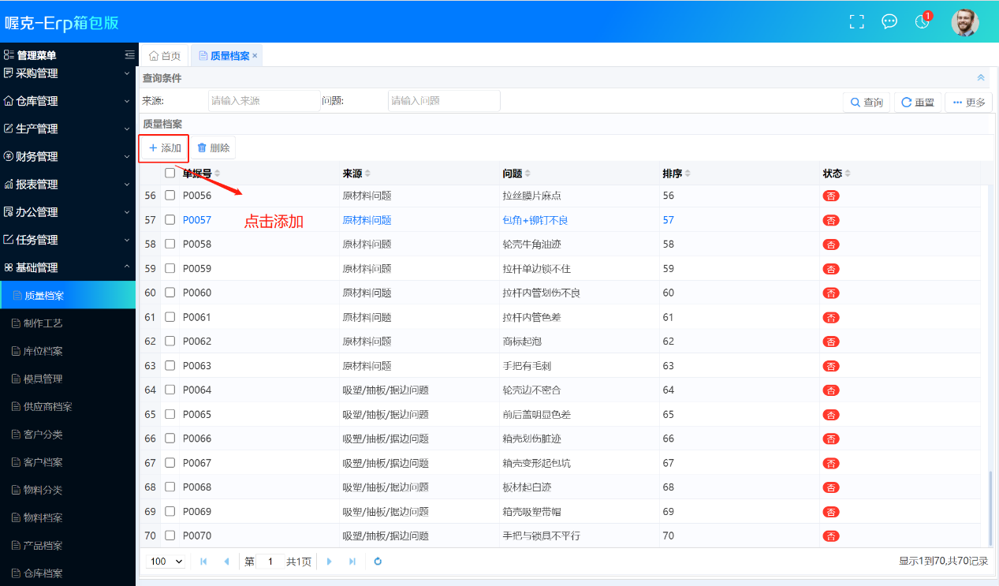 喔克-Erp箱包版
1
管理菜单
采购管理
仓库管理
生产管理
财务管理
报表管理
办公管理
任务管理
基础管理
质量档案
制作工艺
库位档案
模具管理
供应商档案
客户分类
客户档案
物料分类
物料档案
产品档案
仓库档案
首页 质量档案 ×
查询条件
来源: 请输入来源 问题: 请输入问题 查询 重置 更多
质量档案
+ 添加 删除
点击添加
单据号 来源 问题 排序 状态
56 P0056 原材料问题 拉丝膜片麻点 56 否
57 P0057 原材料问题 包角+铆钉不良 57 否
58 P0058 原材料问题 轮壳牛角油迹 58 否
59 P0059 原材料问题 拉杆单边锁不住 59 否
60 P0060 原材料问题 拉杆内管划伤不良 60 否
61 P0061 原材料问题 拉杆内管色差 61 否
62 P0062 原材料问题 商标起泡 62 否
63 P0063 原材料问题 手把有毛刺 63 否
64 P0064 吸塑/抽板/据边问题 轮壳边不密合 64 否
65 P0065 吸塑/抽板/据边问题 前后盖明显色差 65 否
66 P0066 吸塑/抽板/据边问题 箱壳划伤脏迹 66 否
67 P0067 吸塑/抽板/据边问题 箱壳变形起包坑 67 否
68 P0068 吸塑/抽板/据边问题 板材起白迹 68 否
69 P0069 吸塑/抽板/据边问题 箱壳吸塑带帽 69 否
70 P0070 吸塑/抽板/据边问题 手把与锁具不平行 70 否
100 第 1 共1页 显示1到70,共70记录